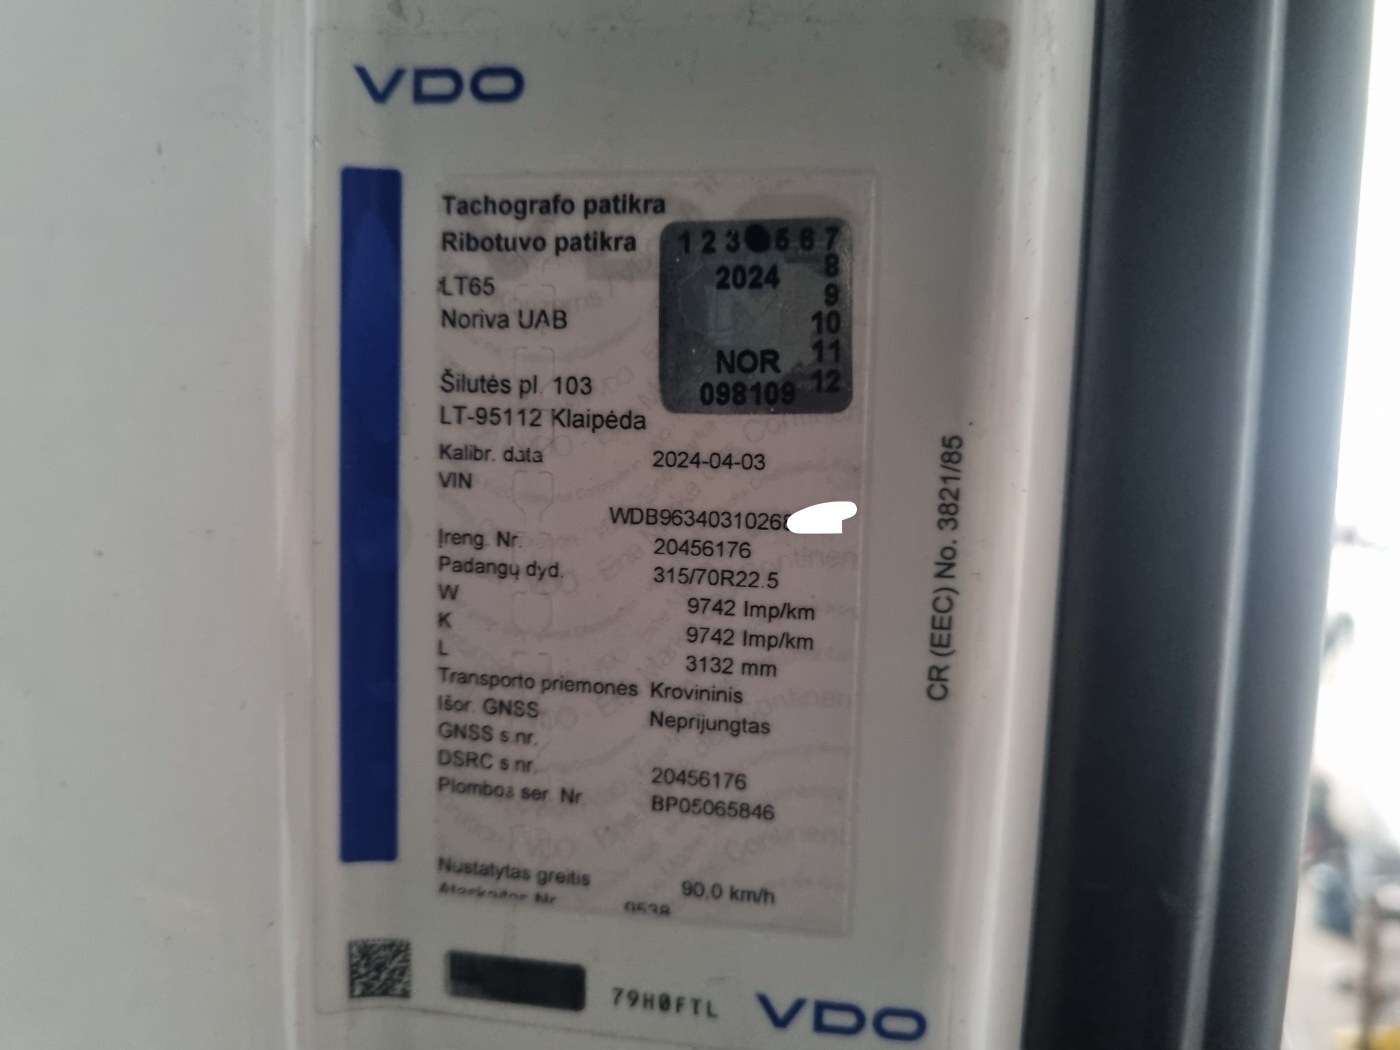 VDO
Tachografo patikra
Ribotuvo patikra
1 2 3 5 6 7
8
2024
9
10
11
NOR
12
098109
LT65
Noriva UAB
Šilutės pl. 103
LT-95112 Klaipėda
Kalibr. data 2024-04-03
VIN
WDB96340310268
Įreng. Nr. 20456176
Padangų dyd. 315/70R22.5
W 9742 Imp/km
K 9742 Imp/km
L 3132 mm
Transporto priemonės Krovininis
Išor. GNSS Neprijungtas
GNSS s.nr.
DSRC s.nr. 20456176
Plombos ser. Nr. BP05065846
Nustatytas greitis 90.0 km/h
79H0FTL
VDO
CR (EEC) No. 3821/85